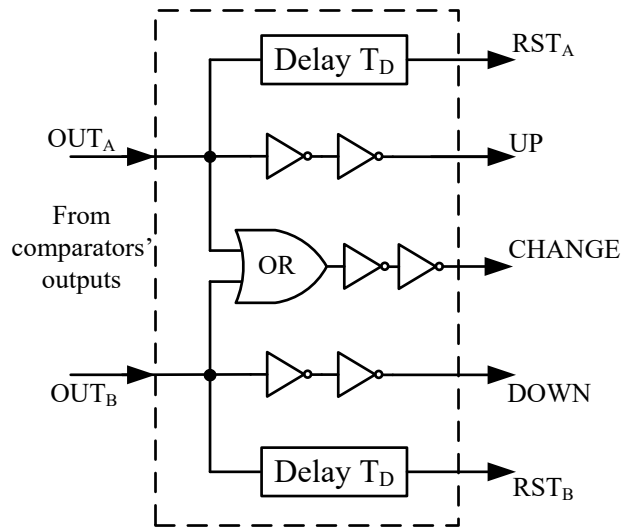 Delay T_D
RST_A
OUT_A
UP
From
comparators'
outputs
OR
CHANGE
OUT_B
DOWN
Delay T_D
RST_B